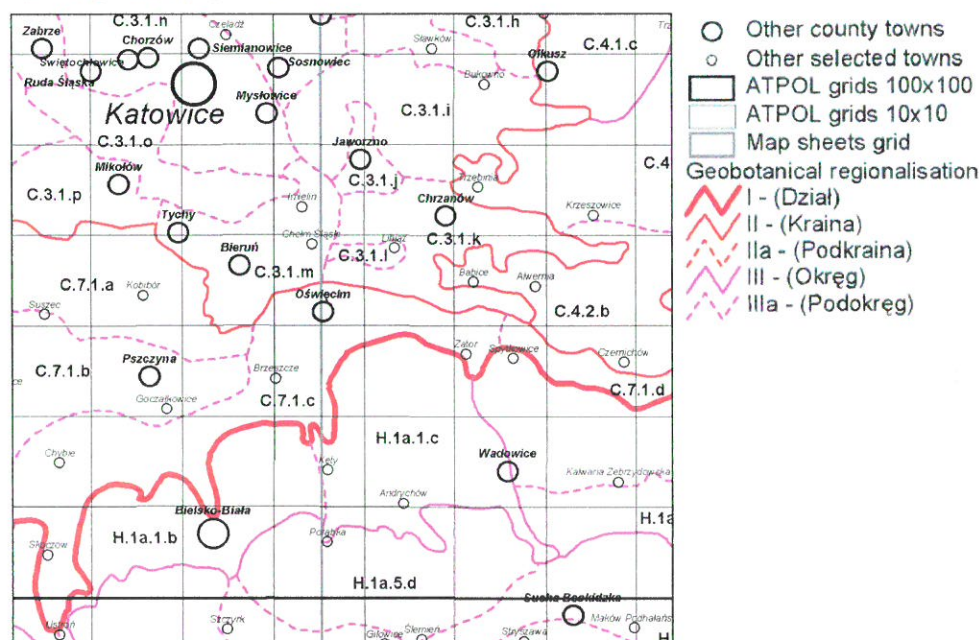 C.3.1.n
Czeladź
C.3.1.h
Zabrze
Chorzów
Siemianowice
Sławków
Olkusz
C.4.1.c
Świętochłowice
Sosnowiec
Ruda Śląska
Bukowno
Mysłowice
Katowice
C.3.1.i
C.3.1.o
Jaworzno
Mikołów
C.3.1.j
C.4
C.3.1.p
Trzebinia
Imielin
Chrzanów
Krzeszowice
Tychy
C.3.1.k
Chełm Śląski
Libiąż
Bieruń
C.3.1.l
C.3.1.m
Babice
Alwernia
C.7.1.a
Kobiór
Oświęcim
Suszec
C.4.2.b
Zator
Spytkowice
Czernichów
Pszczyna
C.7.1.b
Brzeszcze
C.7.1.d
C.7.1.c
Goczałkowice
H.1a.1.c
Wadowice
Chybie
Kęty
Kalwaria Zebrzydowska
Andrychów
Bielsko-Biała
H.1a
H.1a.1.b
Porąbka
Skoczów
H.1a.5.d
Sucha Beskidzka
Ustroń
Szczyrk
Maków Podhalański
Gilowice
Ślemień
Stryszawa
H
Other county towns
Other selected towns
ATPOL grids 100x100
ATPOL grids 10x10
Map sheets grid
Geobotanical regionalisation
I - (Dział)
II - (Kraina)
IIa - (Podkraina)
III - (Okręg)
IIIa - (Podokręg)